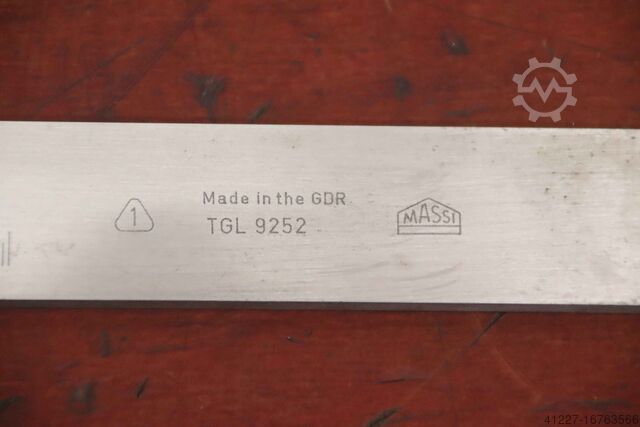 Made in the GDR
TGL 9252
1
MASSI
41227-16763566